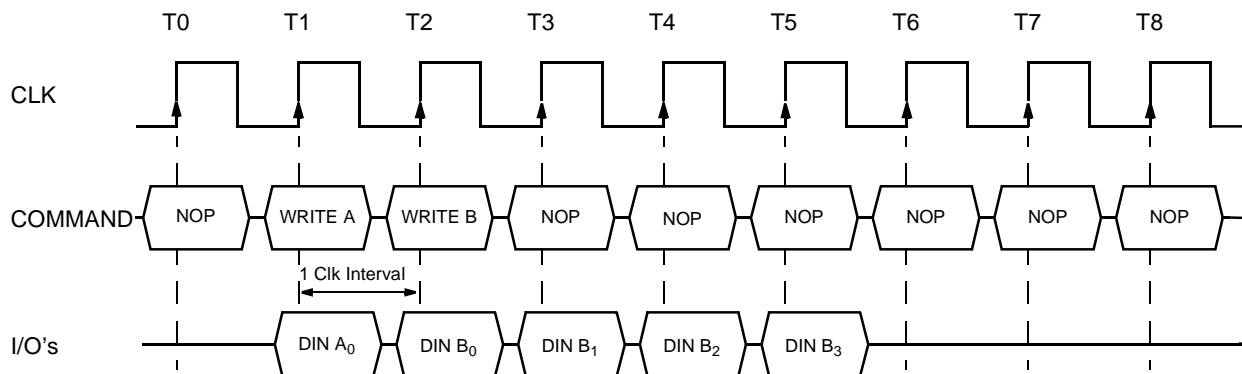 T0 T1 T2 T3 T4 T5 T6 T7 T8
CLK
COMMAND NOP WRITE A WRITE B NOP NOP NOP NOP NOP NOP
1 Clk Interval
I/O's DIN A0 DIN B0 DIN B1 DIN B2 DIN B3